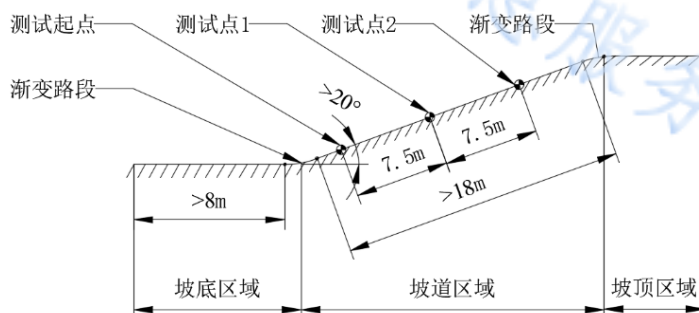 测试起点 测试点1 测试点2 渐变路段
渐变路段
>20°
7.5m
7.5m
>18m
>8m
坡底区域 坡道区域 坡顶区域
服务